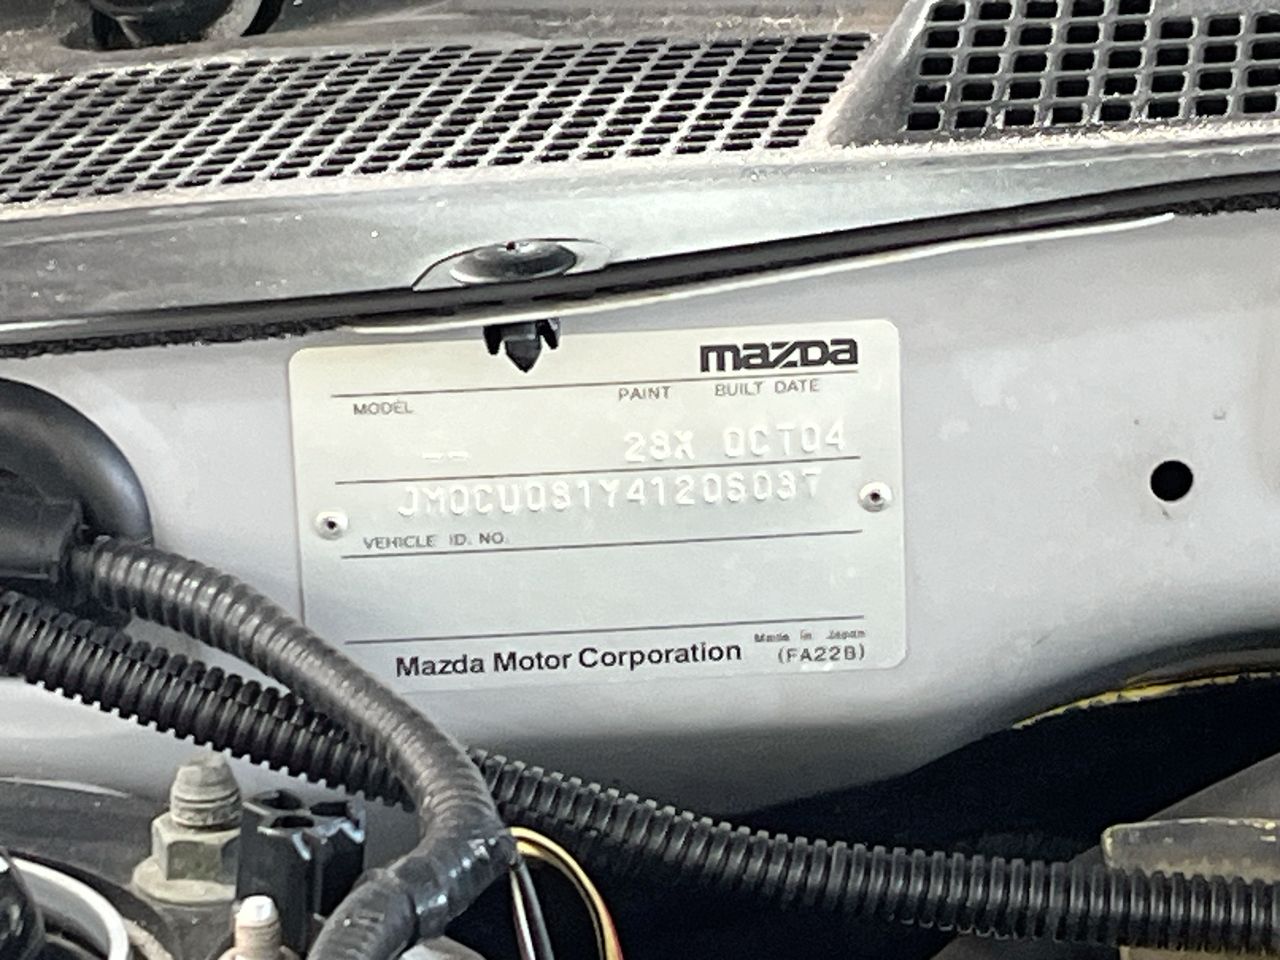 mazda
MODEL PAINT BUILT DATE
-- 28X OCT04
JM0CU081Y41206037
VEHICLE ID. NO.
Mazda Motor Corporation
Made in Japan
(FA22B)